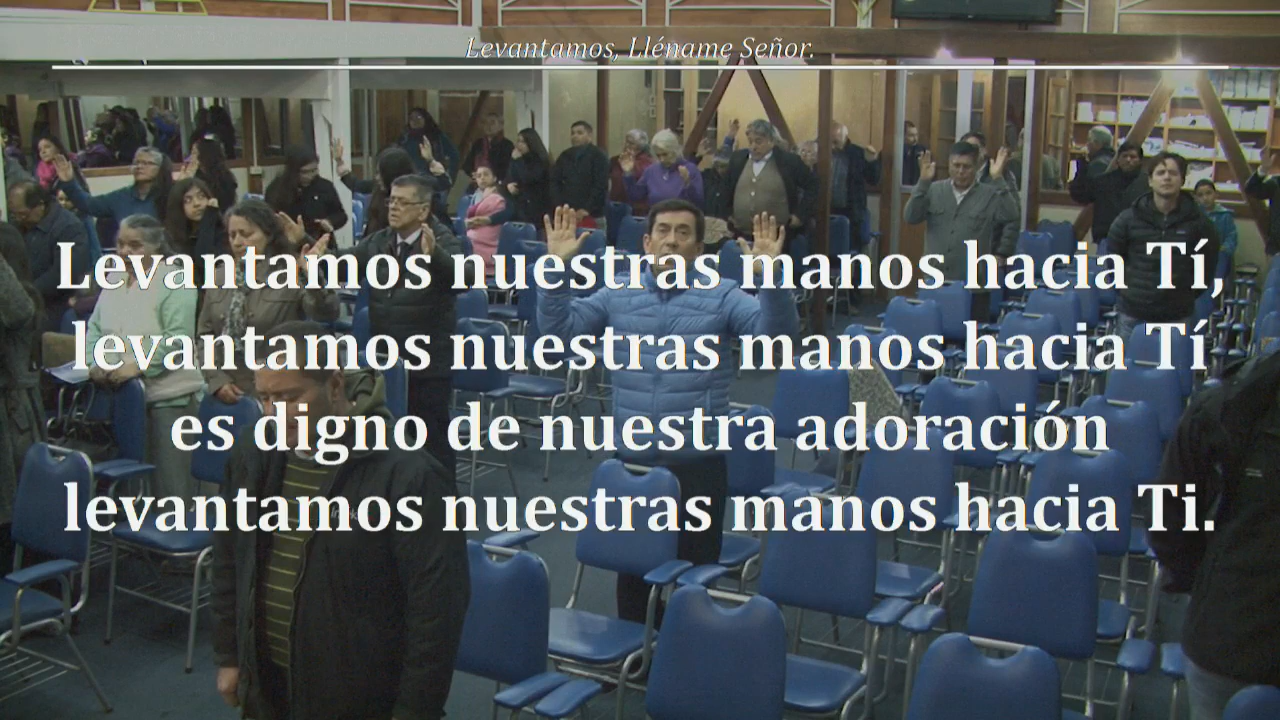 Levantamos, Lléname Señor.
Levantamos nuestras manos hacia Tí,
levantamos nuestras manos hacia Tí
es digno de nuestra adoración
levantamos nuestras manos hacia Ti.